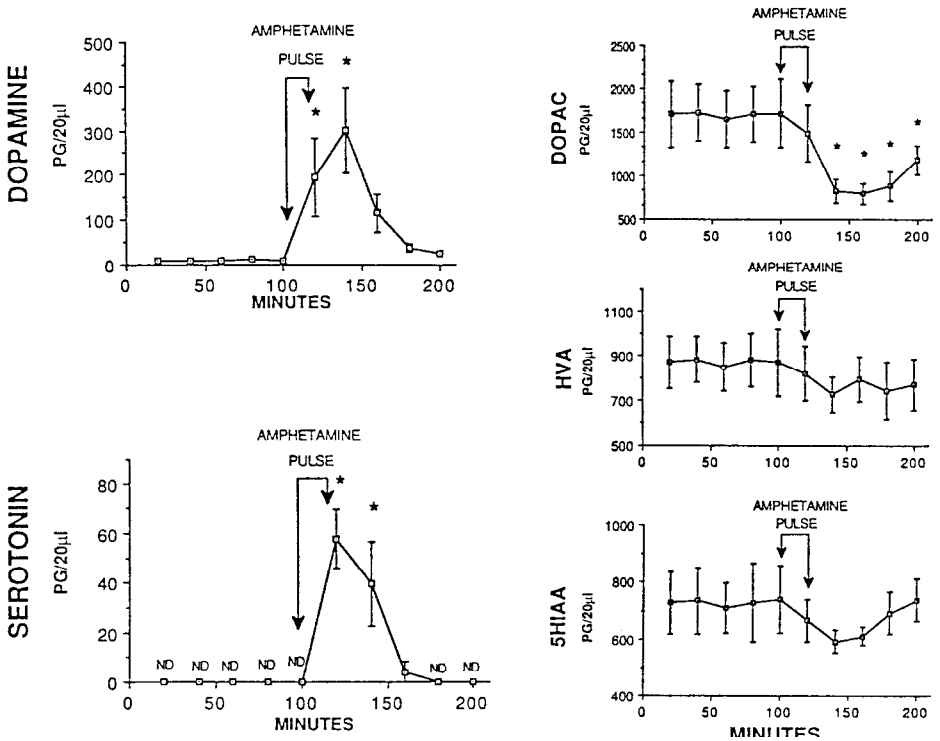 AMPHETAMINE
PULSE
DOPAMINE
PG/20µl
500
400
300
200
100
0
*
*
0 50 100 150 200
MINUTES
AMPHETAMINE
PULSE
SEROTONIN
PG/20µl
80
60
40
20
0
*
*
ND ND ND ND ND ND ND
0 50 100 150 200
MINUTES
AMPHETAMINE
PULSE
DOPAC
PG/20µl
2500
2000
1500
1000
500
* * * *
0 50 100 150 200
AMPHETAMINE
PULSE
HVA
PG/20µl
1100
900
700
500
0 50 100 150 200
AMPHETAMINE
PULSE
5HIAA
PG/20µl
1000
800
600
400
0 50 100 150 200
MINUTES